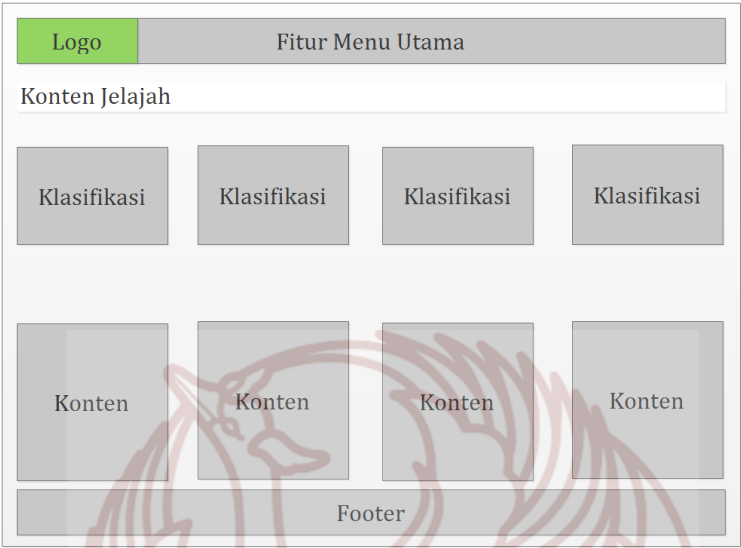 Logo
Fitur Menu Utama
Konten Jelajah
Klasifikasi
Klasifikasi
Klasifikasi
Klasifikasi
Konten
Konten
Konten
Konten
Footer